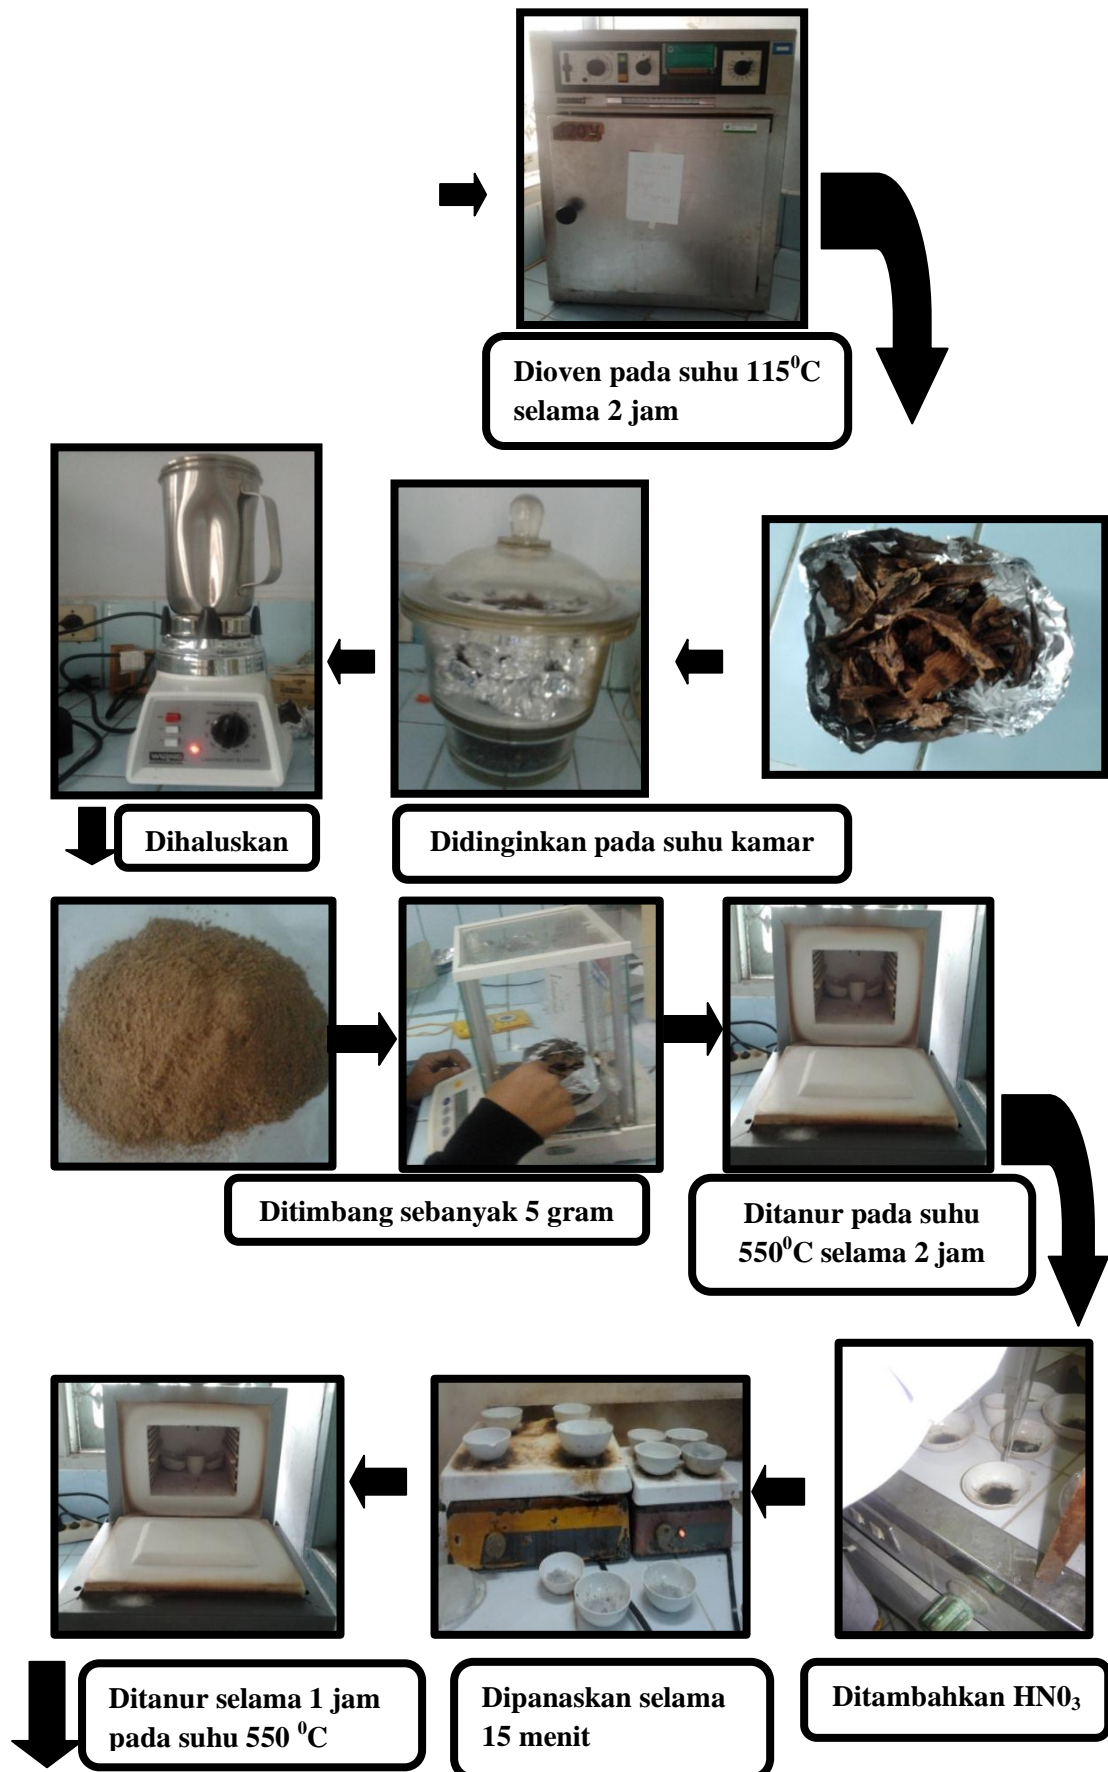 Dioven pada suhu 115⁰C
selama 2 jam
Dihaluskan
Didinginkan pada suhu kamar
Ditimbang sebanyak 5 gram
Ditanur pada suhu
550⁰C selama 2 jam
Ditambahkan HN0₃
Dipanaskan selama
15 menit
Ditanur selama 1 jam
pada suhu 550 ⁰C